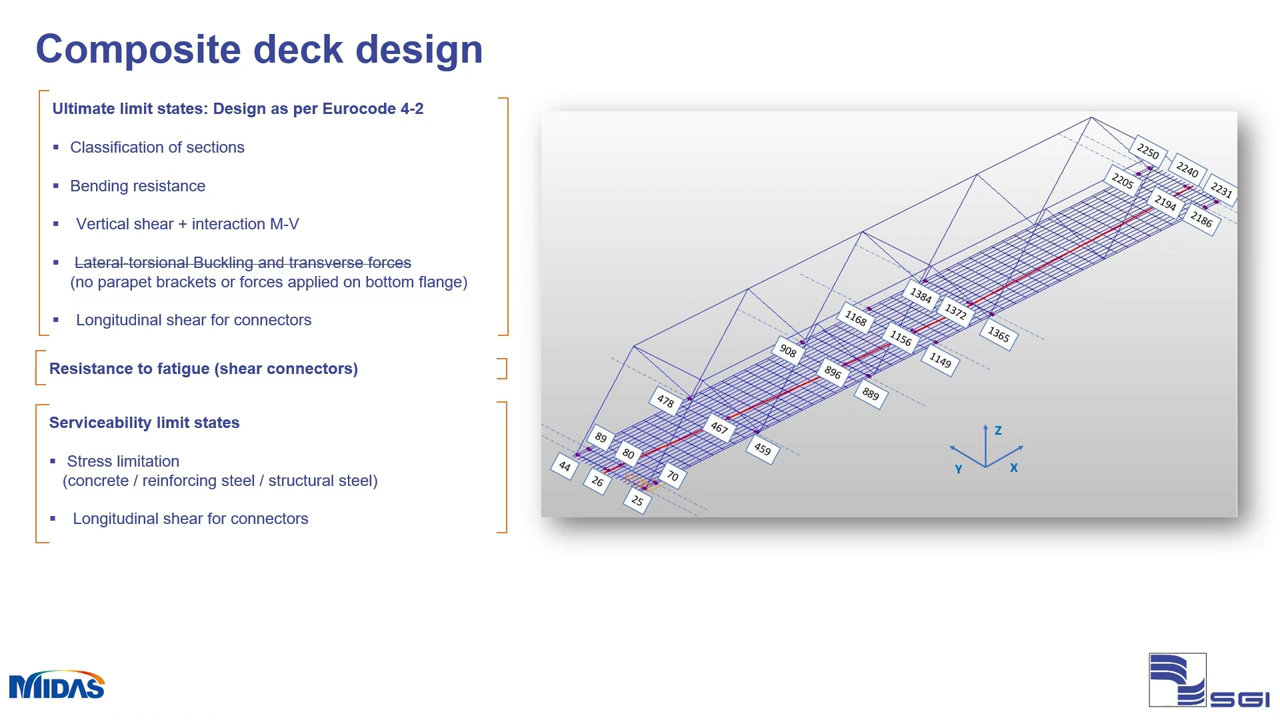 Composite deck design
Ultimate limit states: Design as per Eurocode 4-2
▪ Classification of sections
▪ Bending resistance
▪ Vertical shear + interaction M-V
▪ Lateral-torsional Buckling and transverse forces
(no parapet brackets or forces applied on bottom flange)
▪ Longitudinal shear for connectors
Resistance to fatigue (shear connectors)
Serviceability limit states
▪ Stress limitation
(concrete / reinforcing steel / structural steel)
▪ Longitudinal shear for connectors
2250
2240
2231
2205
2194
2186
1384
1372
1365
1168
1156
1149
908
896
889
478
467
459
89
80
70
44
26
25
Z
Y
X
MIDAS
SGI